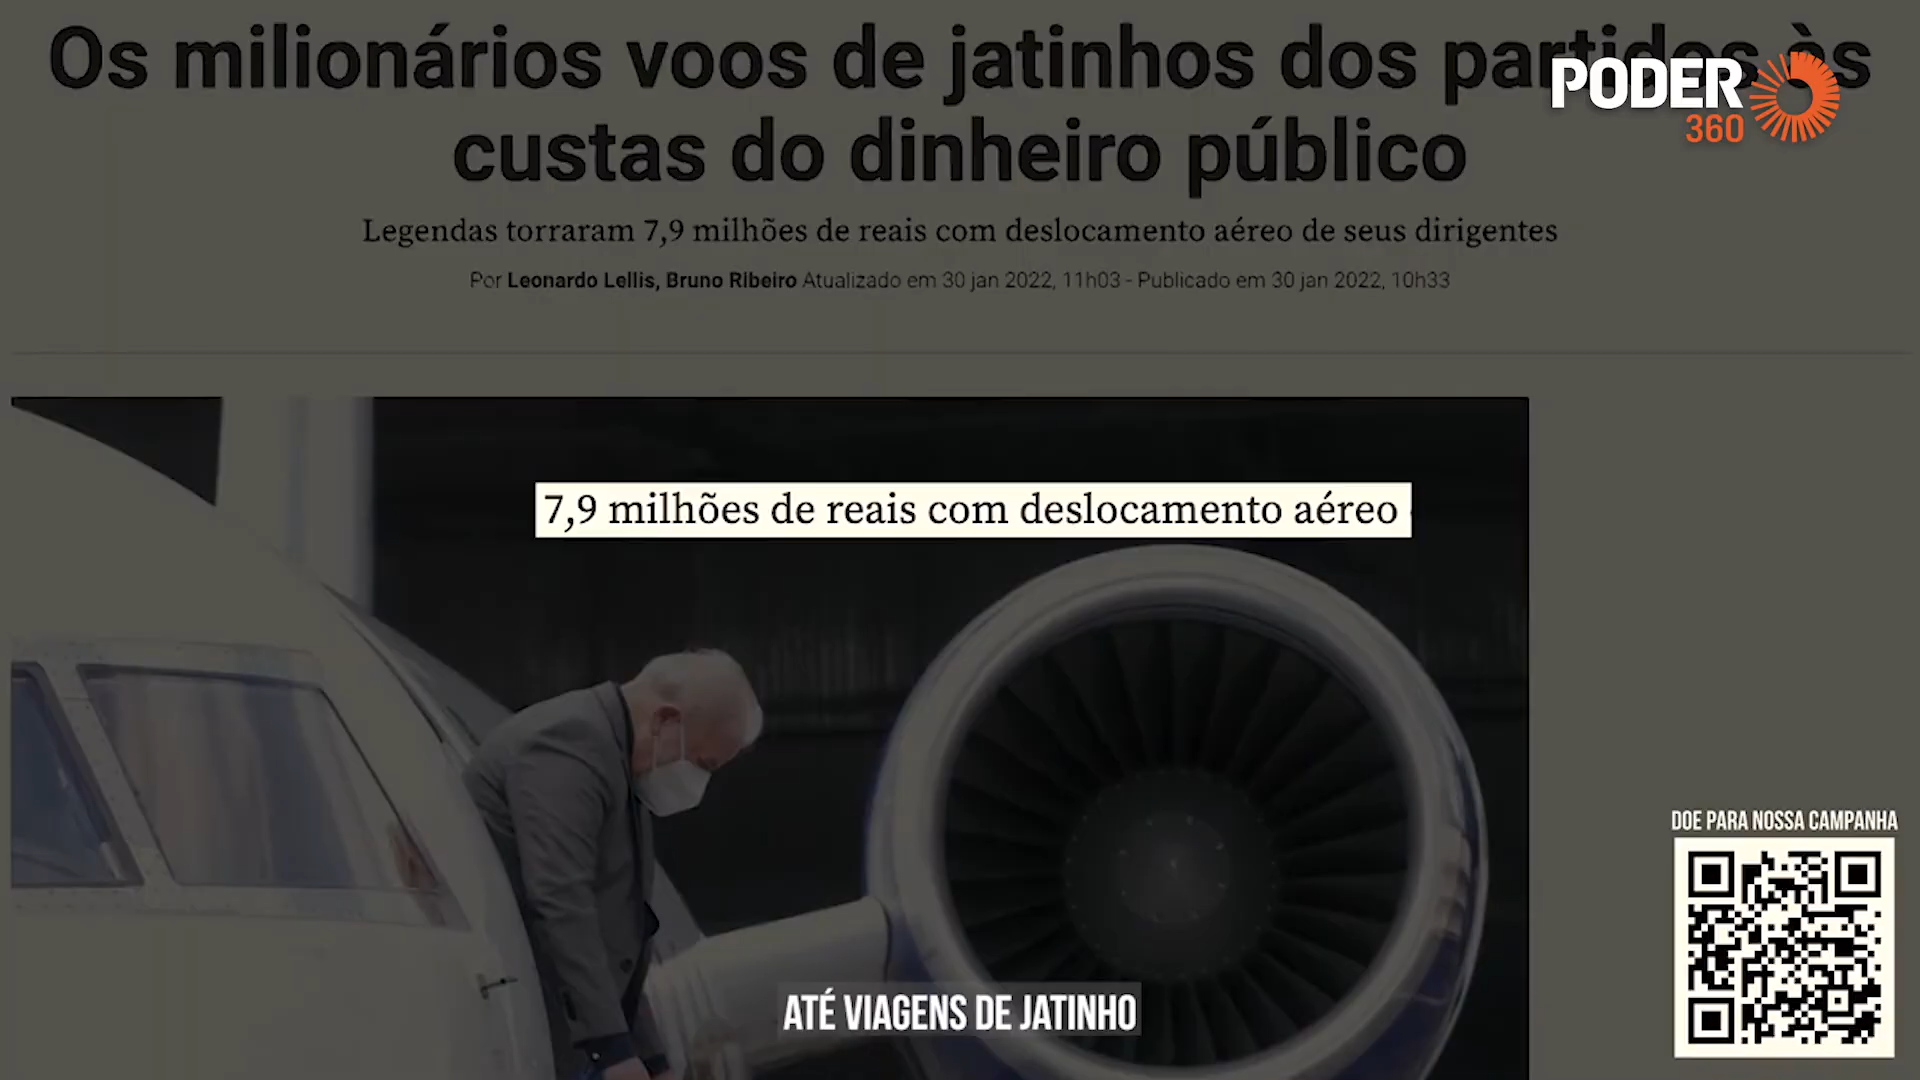 Os milionários voos de jatinhos dos partidos às
custas do dinheiro público
PODER
360
Legendas torraram 7,9 milhões de reais com deslocamento aéreo de seus dirigentes
Por Leonardo Lellis, Bruno Ribeiro Atualizado em 30 jan 2022, 11h03 - Publicado em 30 jan 2022, 10h33
7,9 milhões de reais com deslocamento aéreo
DOE PARA NOSSA CAMPANHA
ATÉ VIAGENS DE JATINHO